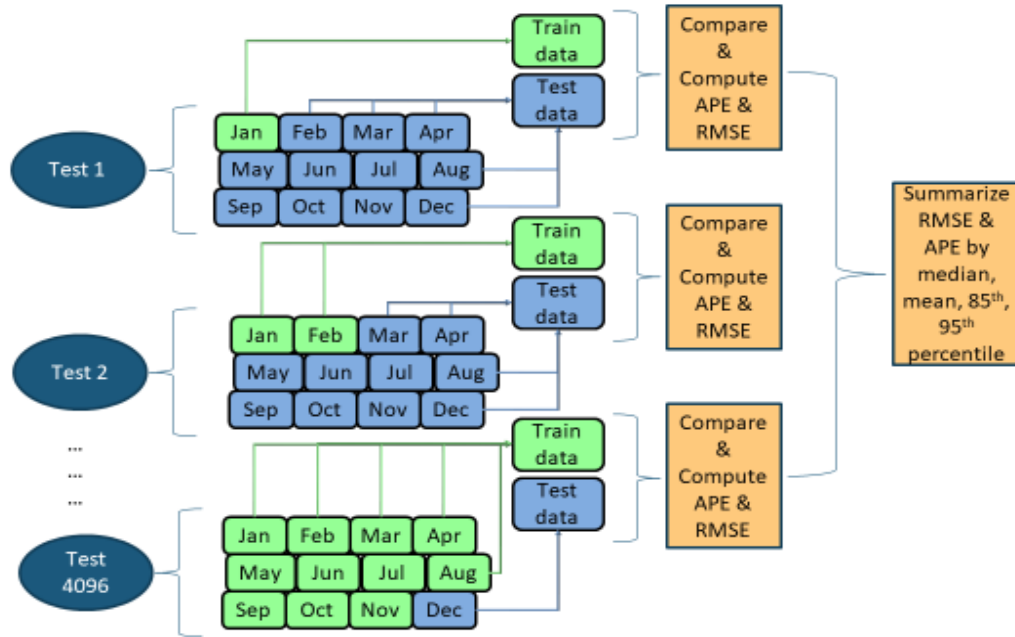 Train
data
Test
data
Compare
&
Compute
APE &
RMSE
Test 1
Jan Feb Mar Apr
May Jun Jul Aug
Sep Oct Nov Dec
Train
data
Test
data
Compare
&
Compute
APE &
RMSE
Test 2
Jan Feb Mar Apr
May Jun Jul Aug
Sep Oct Nov Dec
...
...
...
Train
data
Test
data
Compare
&
Compute
APE &
RMSE
Test
4096
Jan Feb Mar Apr
May Jun Jul Aug
Sep Oct Nov Dec
Summarize
RMSE &
APE by
median,
mean, 85th,
95th
percentile